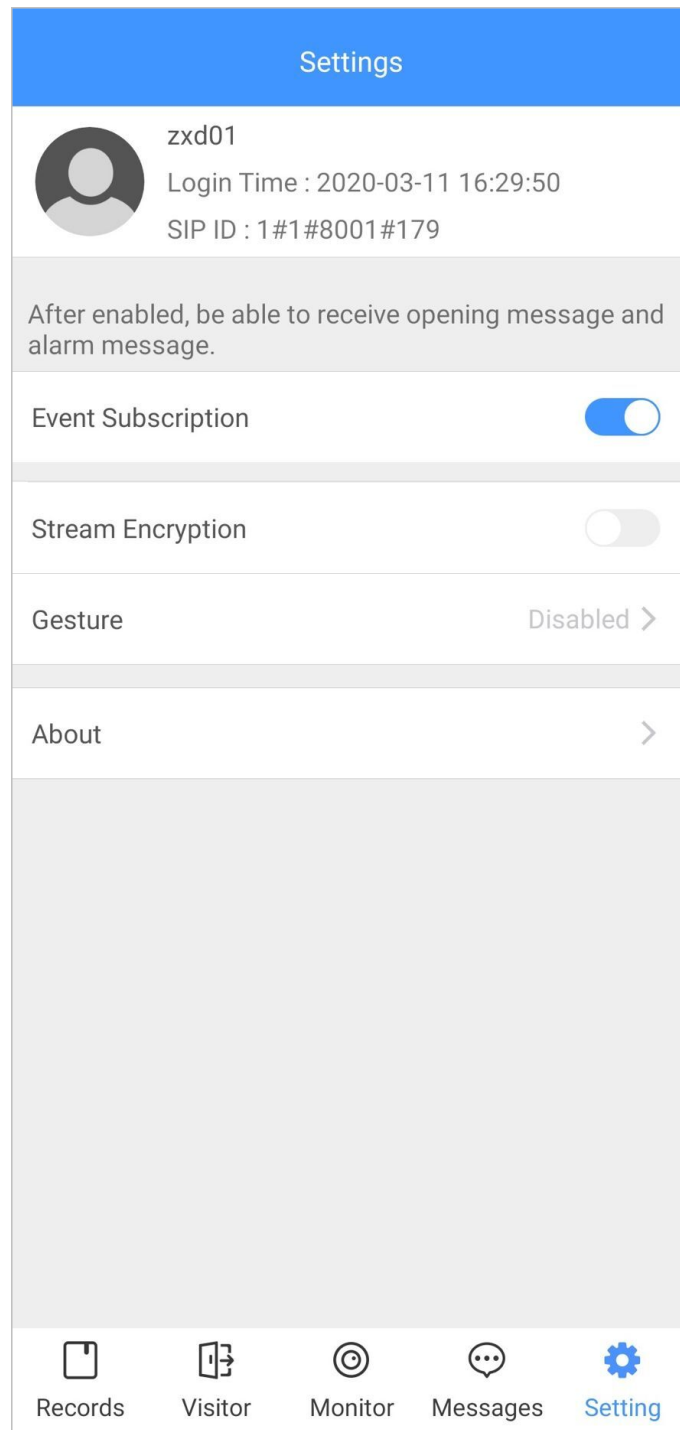 Settings
zxd01
Login Time : 2020-03-11 16:29:50
SIP ID : 1#1#8001#179
After enabled, be able to receive opening message and
alarm message.
Event Subscription
Stream Encryption
Gesture Disabled
About
Records Visitor Monitor Messages Setting